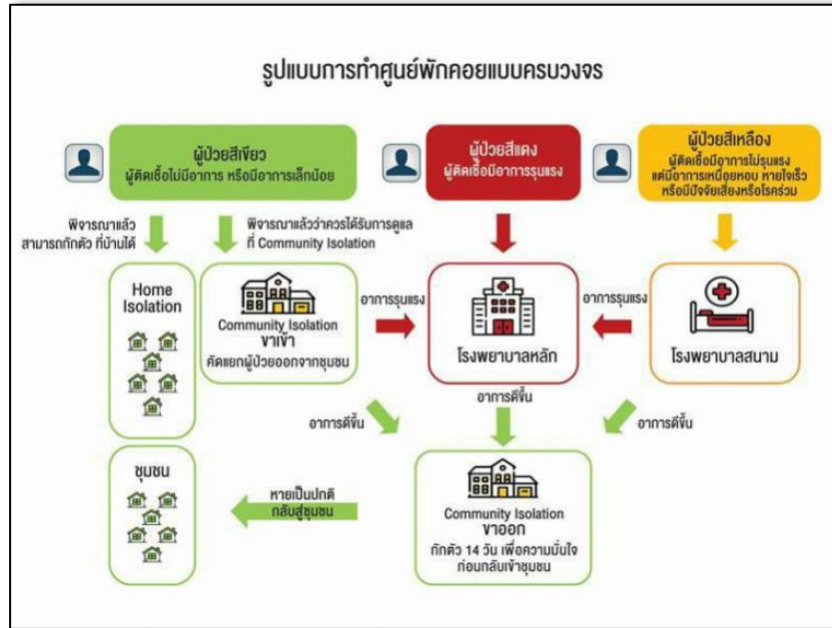 รูปแบบการทำศูนย์พักคอยแบบครบวงจร
ผู้ป่วยสีเขียว
ผู้ติดเชื้อไม่มีอาการ หรือมีอาการเล็กน้อย
ผู้ป่วยสีแดง
ผู้ติดเชื้อมีอาการรุนแรง
ผู้ป่วยสีเหลือง
ผู้ติดเชื้อมีอาการไม่รุนแรง
แต่มีอาการเหนื่อยหอบ หายใจเร็ว
หรือมีปัจจัยเสี่ยงหรือโรคร่วม
พิจารณาแล้ว
สามารถกักตัว ที่บ้านได้
พิจารณาแล้วว่าควรได้รับการดูแล
ที่ Community Isolation
Home
Isolation
Community Isolation
ขาเข้า
คัดแยกผู้ป่วยออกจากชุมชน
อาการรุนแรง
โรงพยาบาลหลัก
อาการรุนแรง
โรงพยาบาลสนาม
อาการดีขึ้น
อาการดีขึ้น
อาการดีขึ้น
ชุมชน
หายเป็นปกติ
กลับสู่ชุมชน
Community Isolation
ขาออก
กักตัว 14 วัน เพื่อความมั่นใจ
ก่อนกลับเข้าชุมชน